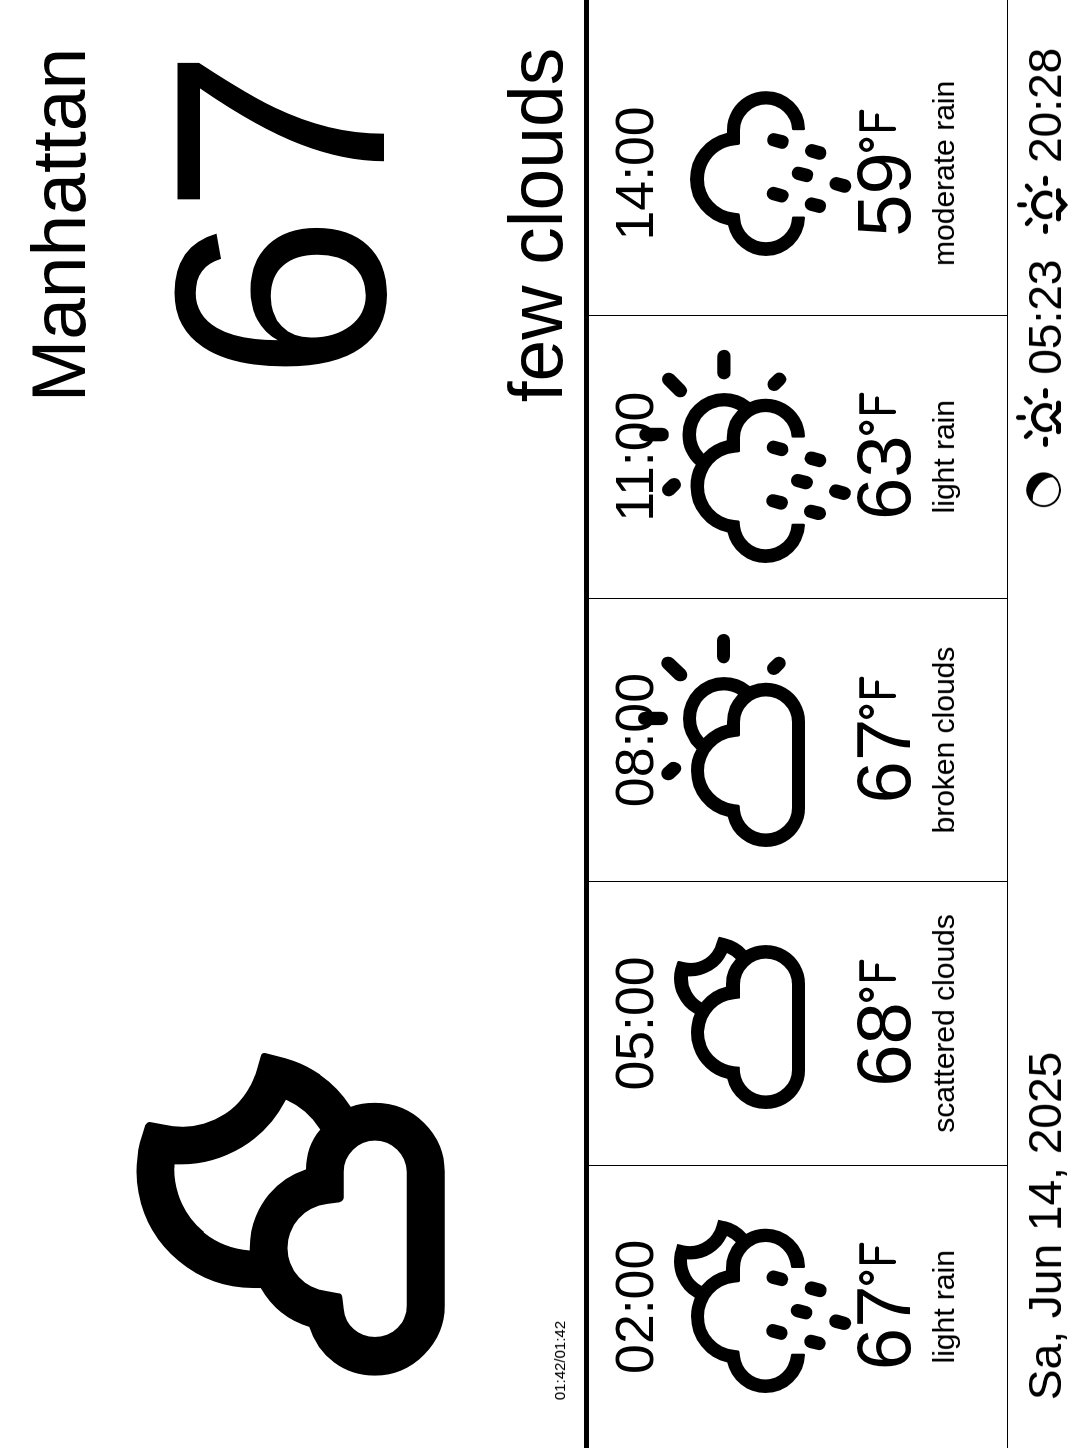 Manhattan
67
few clouds
01:42/01:42
02:00
67°F
light rain
05:00
68°F
scattered clouds
08:00
67°F
broken clouds
11:00
63°F
light rain
14:00
59°F
moderate rain
Sa, Jun 14, 2025
05:23 20:28